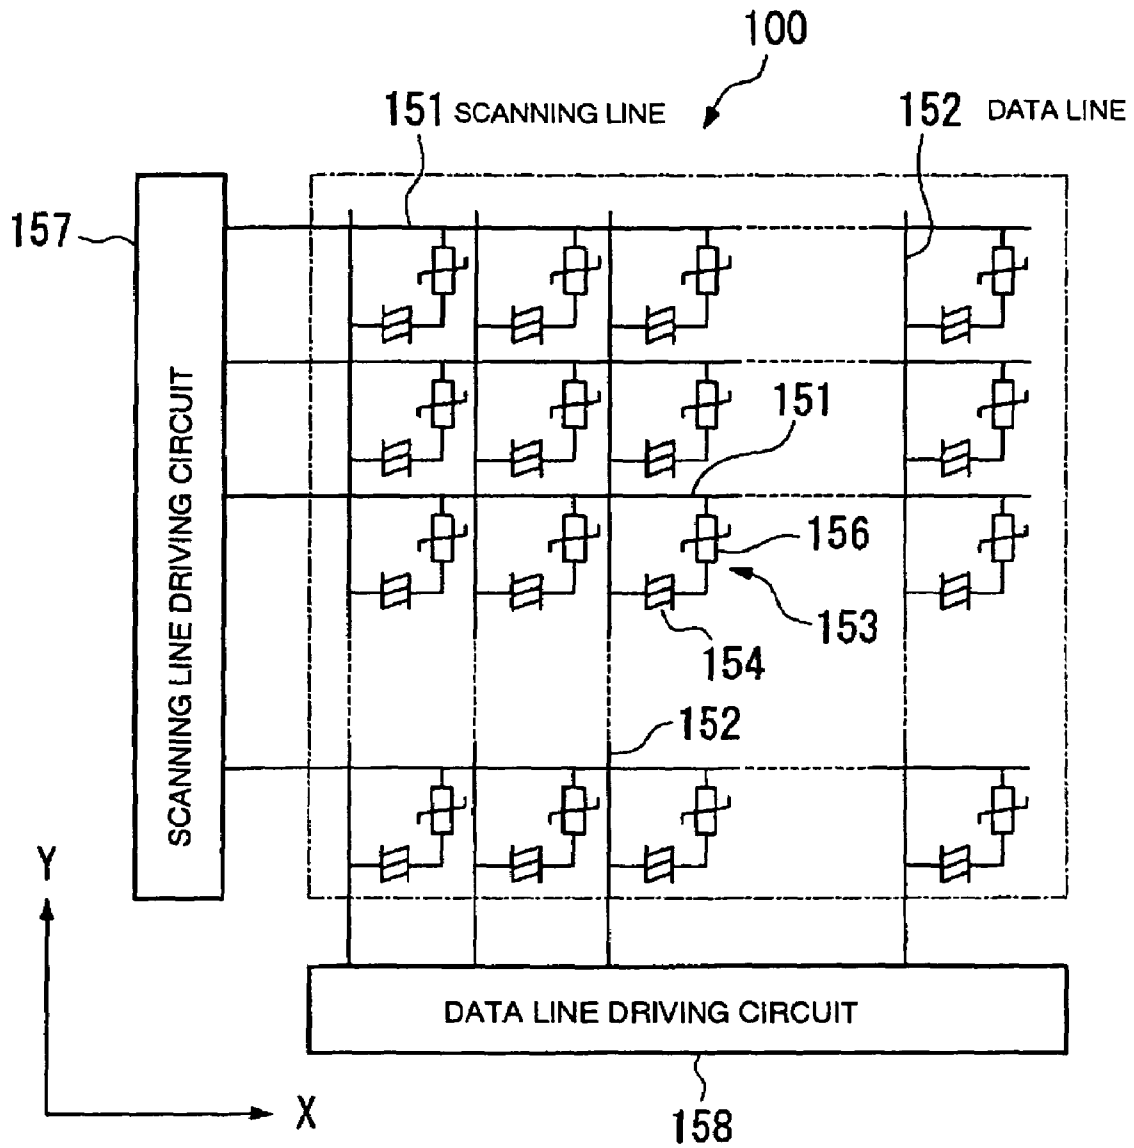 100
151 SCANNING LINE
152 DATA LINE
157
SCANNING LINE DRIVING CIRCUIT
151
156
153
154
152
Y
X
DATA LINE DRIVING CIRCUIT
158